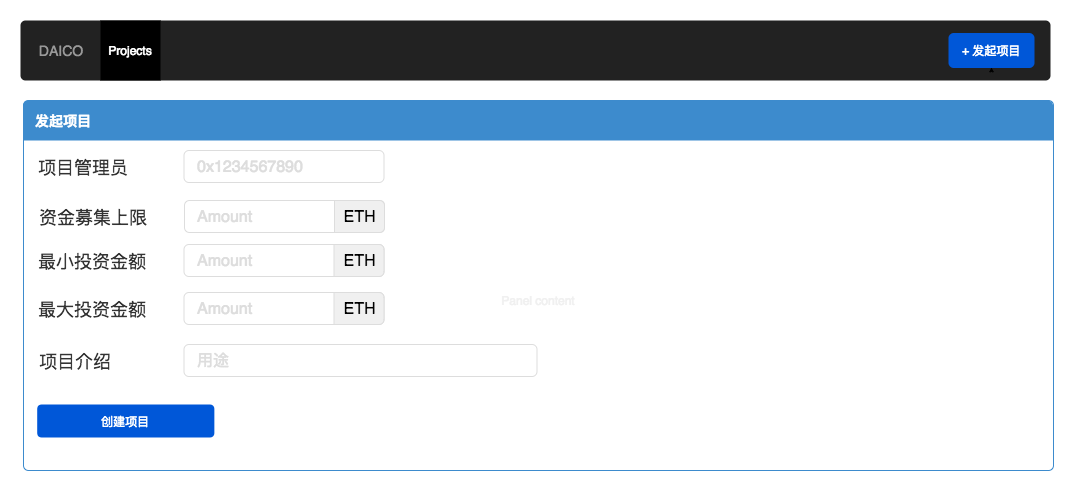 DAICO Projects + 发起项目
发起项目
项目管理员 0x1234567890
资金募集上限 Amount ETH
最小投资金额 Amount ETH
Panel content
最大投资金额 Amount ETH
项目介绍 用途
创建项目